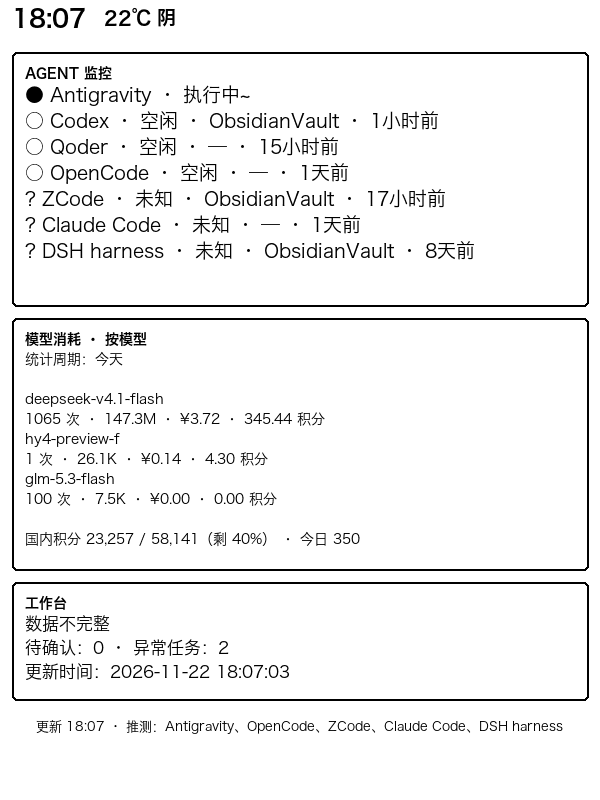 18:07 22℃ 阴
AGENT 监控
● Antigravity · 执行中~
○ Codex · 空闲 · ObsidianVault · 1小时前
○ Qoder · 空闲 · — · 15小时前
○ OpenCode · 空闲 · — · 1天前
? ZCode · 未知 · ObsidianVault · 17小时前
? Claude Code · 未知 · — · 1天前
? DSH harness · 未知 · ObsidianVault · 8天前
模型消耗 · 按模型
统计周期：今天
deepseek-v4.1-flash
1065 次 · 147.3M · ¥3.72 · 345.44 积分
hy4-preview-f
1 次 · 26.1K · ¥0.14 · 4.30 积分
glm-5.3-flash
100 次 · 7.5K · ¥0.00 · 0.00 积分
国内积分 23,257 / 58,141（剩 40%） · 今日 350
工作台
数据不完整
待确认：0 · 异常任务：2
更新时间：2026-11-22 18:07:03
更新 18:07 · 推测：Antigravity、OpenCode、ZCode、Claude Code、DSH harness